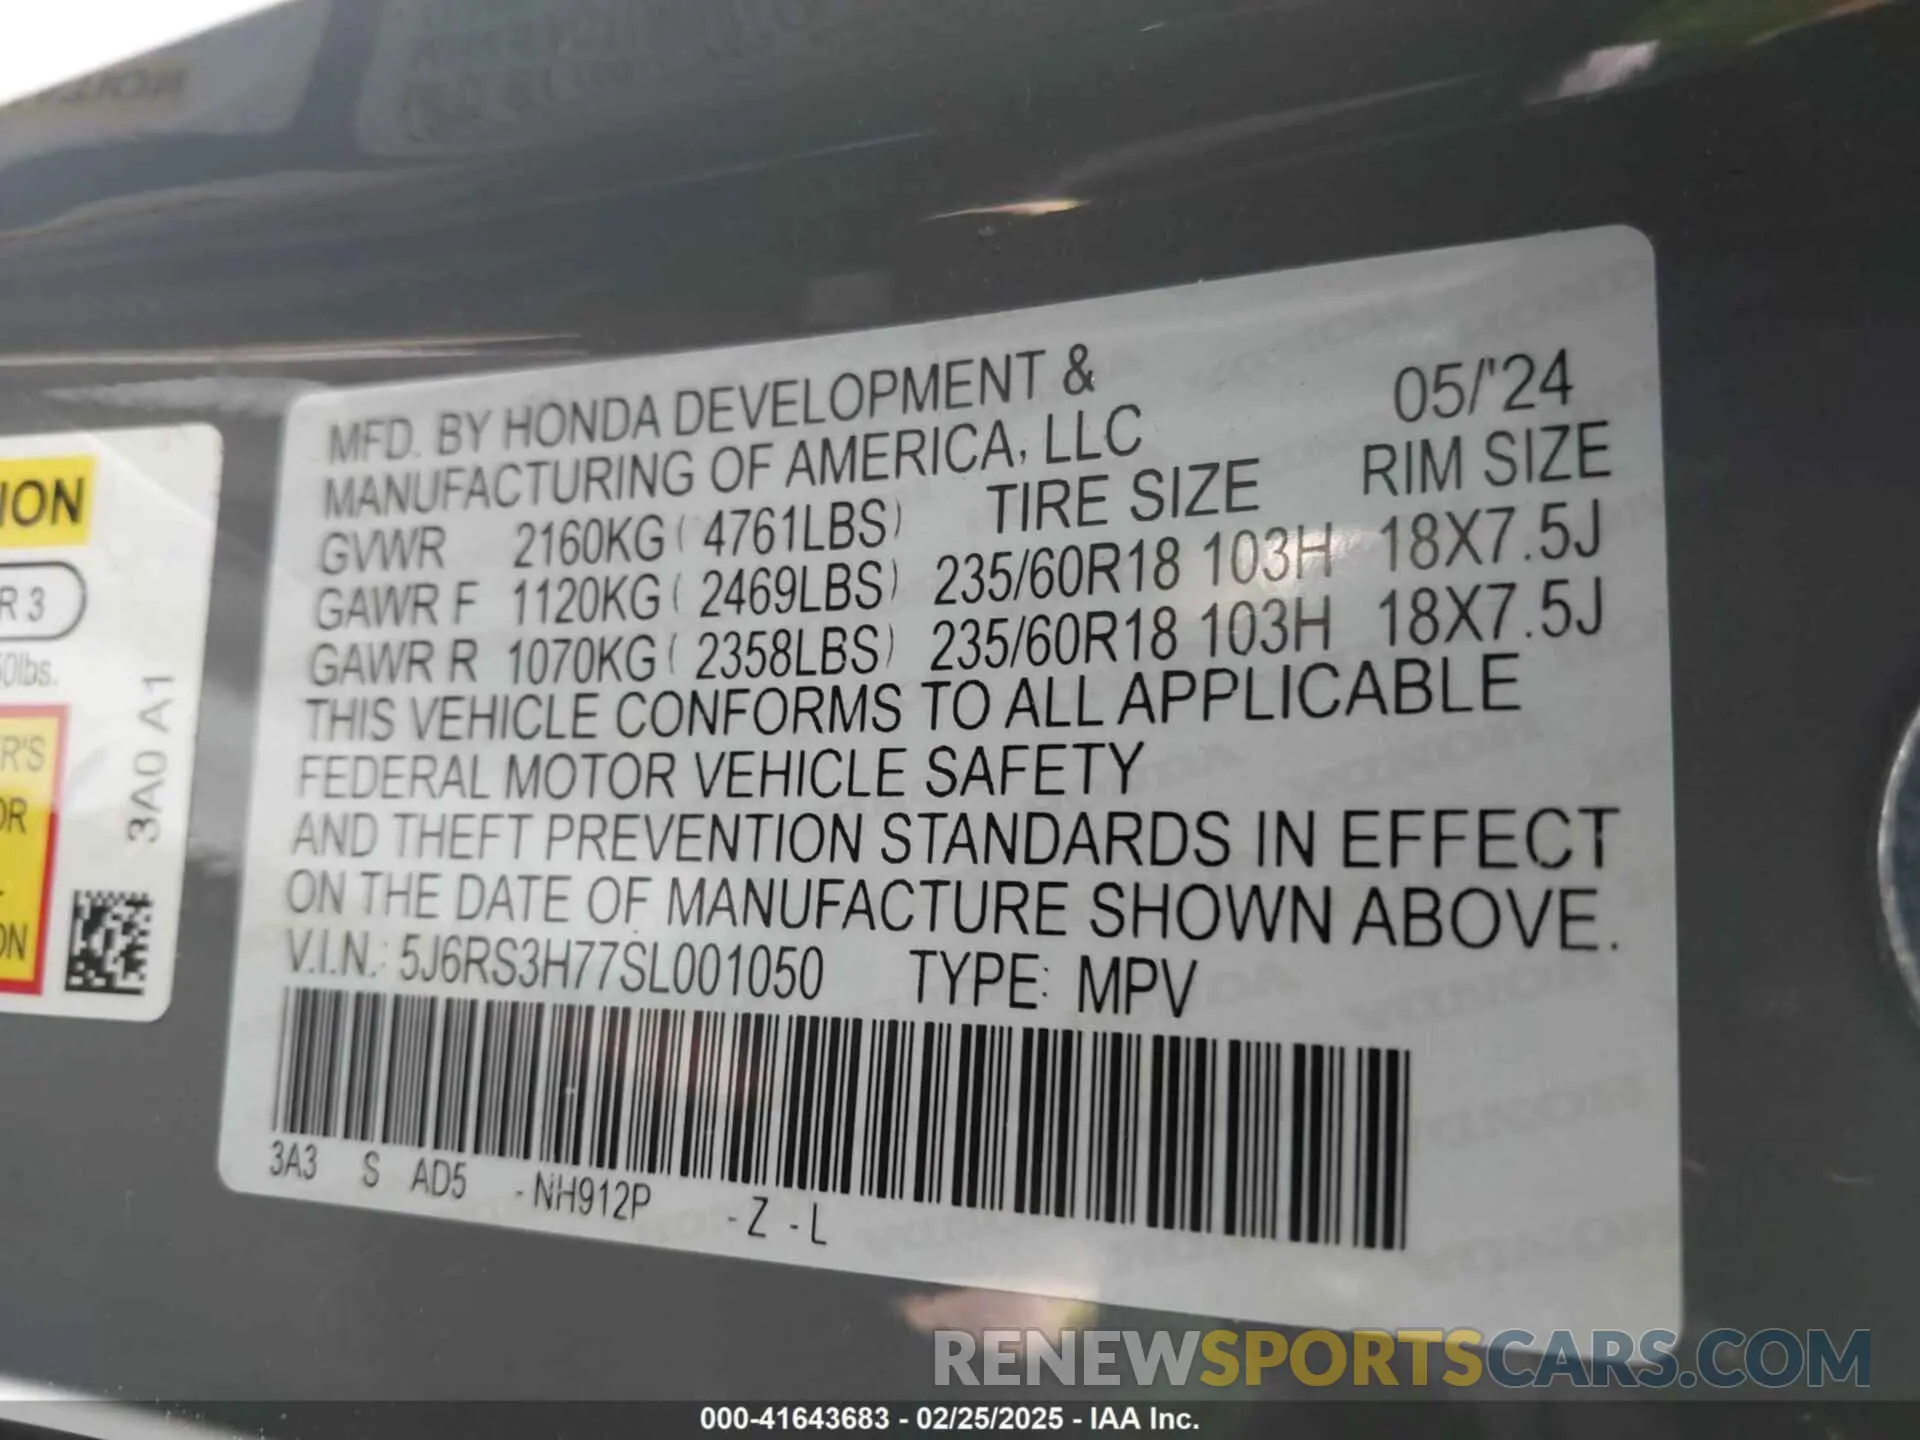 MFD. BY HONDA DEVELOPMENT & 05/'24
MANUFACTURING OF AMERICA, LLC RIM SIZE
GVWR 2160KG ( 4761LBS) TIRE SIZE
GAWR F 1120KG ( 2469LBS) 235/60R18 103H 18X7.5J
GAWR R 1070KG ( 2358LBS) 235/60R18 103H 18X7.5J
THIS VEHICLE CONFORMS TO ALL APPLICABLE
FEDERAL MOTOR VEHICLE SAFETY
AND THEFT PREVENTION STANDARDS IN EFFECT
ON THE DATE OF MANUFACTURE SHOWN ABOVE.
V.I.N.: 5J6RS3H77SL001050 TYPE: MPV
3A3 S AD5 -NH912P -Z -L
ION
R 3
50lbs.
R'S
OR
ON
3A0 A1
RENEWSPORTSCARS.COM
000-41643683 - 02/25/2025 - IAA Inc.